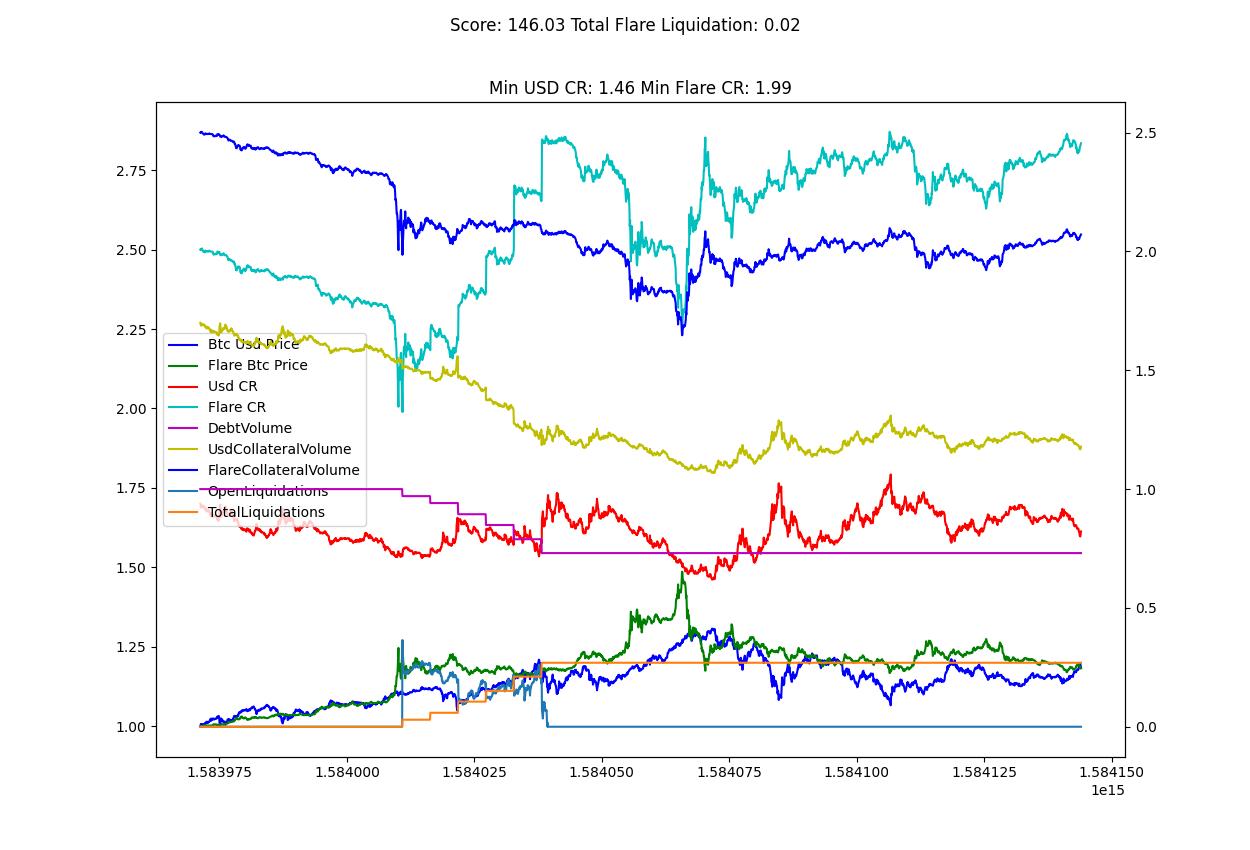 Score: 146.03 Total Flare Liquidation: 0.02
Min USD CR: 1.46 Min Flare CR: 1.99
2.75
2.50
2.25
2.00
1.75
1.50
1.25
1.00
Btc Usd Price
Flare Btc Price
Usd CR
Flare CR
DebtVolume
UsdCollateralVolume
FlareCollateralVolume
OpenLiquidations
TotalLiquidations
2.5
2.0
1.5
1.0
0.5
0.0
1.583975 1.584000 1.584025 1.584050 1.584075 1.584100 1.584125 1.584150
1e15